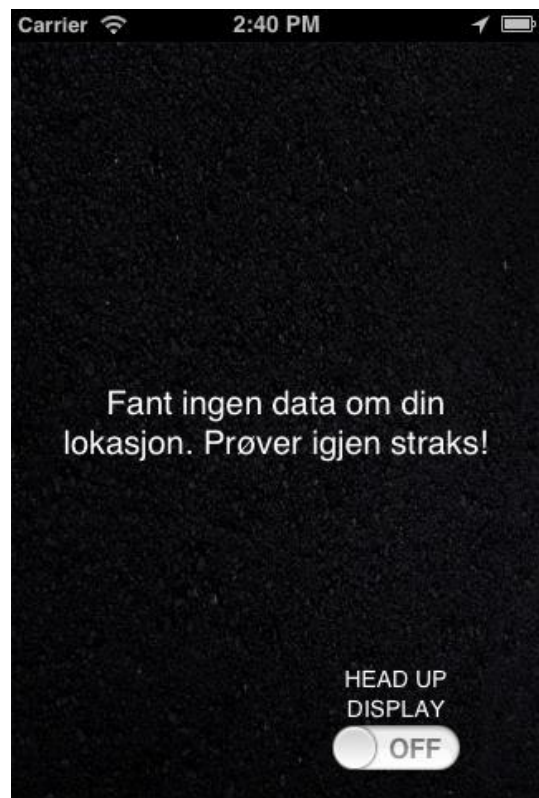 Carrier 2:40 PM
Fant ingen data om din
lokasjon. Prøver igjen straks!
HEAD UP
DISPLAY
OFF